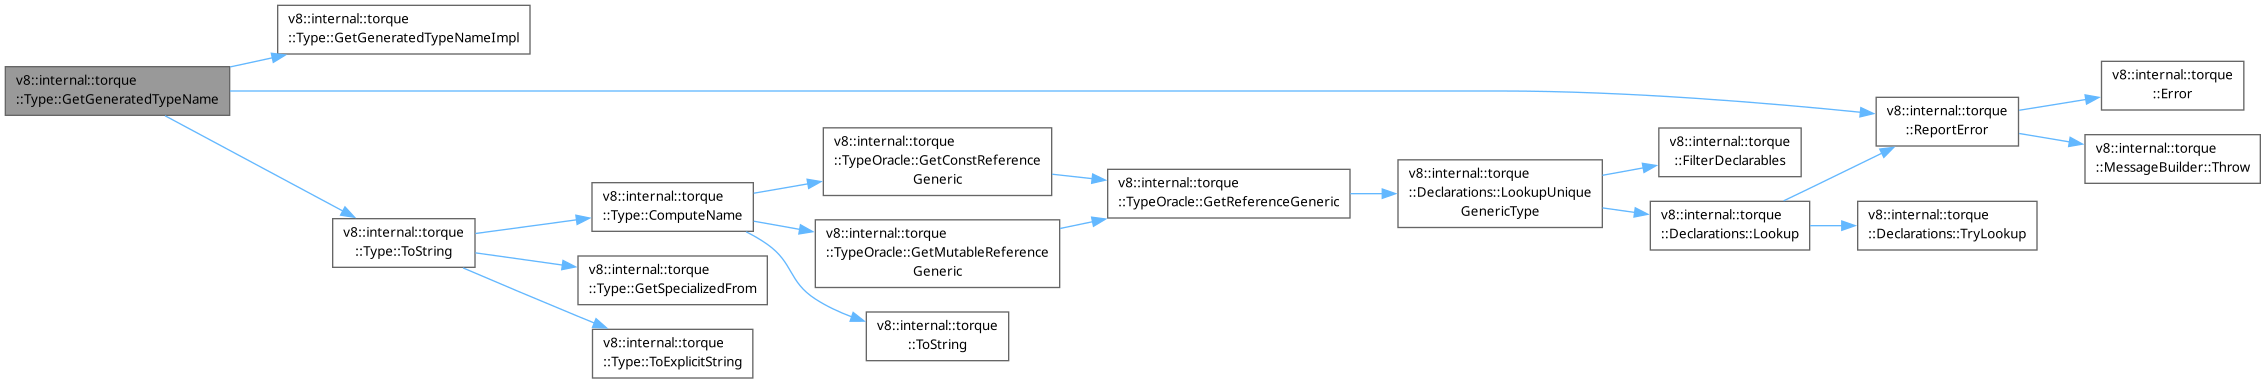 v8::internal::torque
::Type::GetGeneratedTypeNameImpl
v8::internal::torque
::Type::GetGeneratedTypeName
v8::internal::torque
::Type::ToString
v8::internal::torque
::Type::ComputeName
v8::internal::torque
::Type::GetSpecializedFrom
v8::internal::torque
::Type::ToExplicitString
v8::internal::torque
::TypeOracle::GetConstReference
Generic
v8::internal::torque
::TypeOracle::GetMutableReference
Generic
v8::internal::torque
::ToString
v8::internal::torque
::TypeOracle::GetReferenceGeneric
v8::internal::torque
::Declarations::LookupUnique
GenericType
v8::internal::torque
::FilterDeclarables
v8::internal::torque
::Declarations::Lookup
v8::internal::torque
::ReportError
v8::internal::torque
::Declarations::TryLookup
v8::internal::torque
::Error
v8::internal::torque
::MessageBuilder::Throw